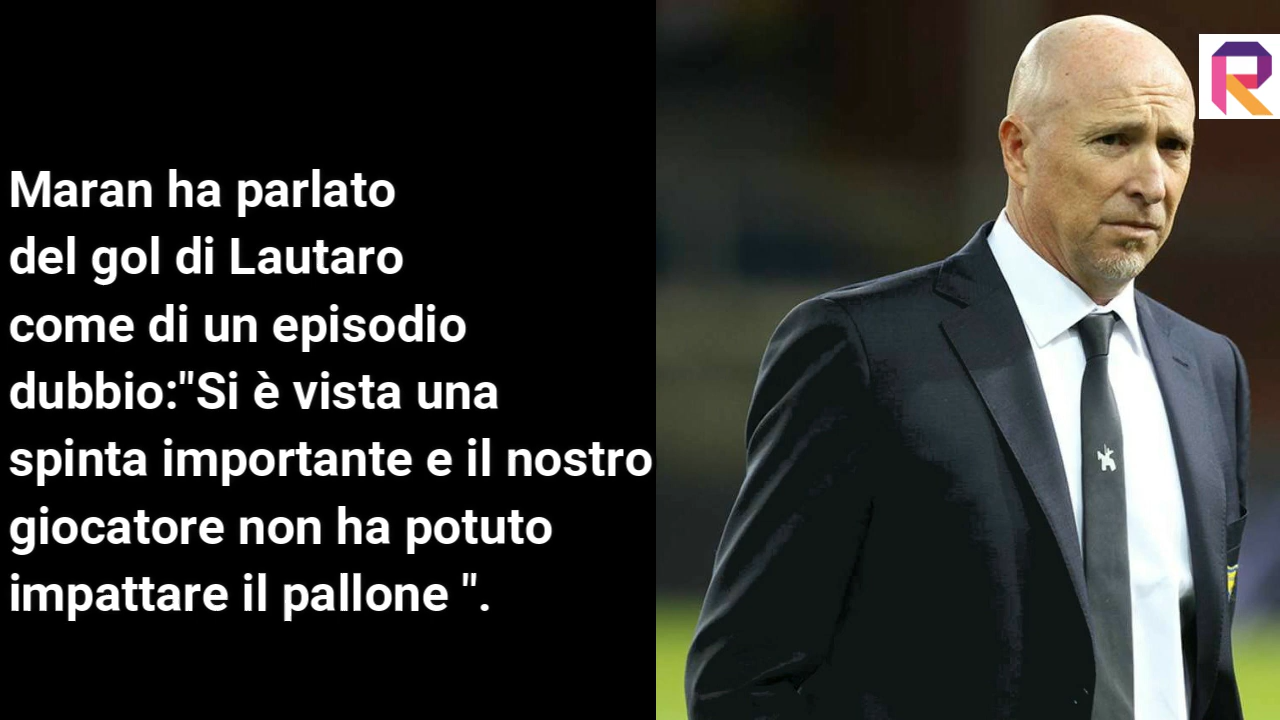 Maran ha parlato
del gol di Lautaro
come di un episodio
dubbio:"Si è vista una
spinta importante e il nostro
giocatore non ha potuto
impattare il pallone ".